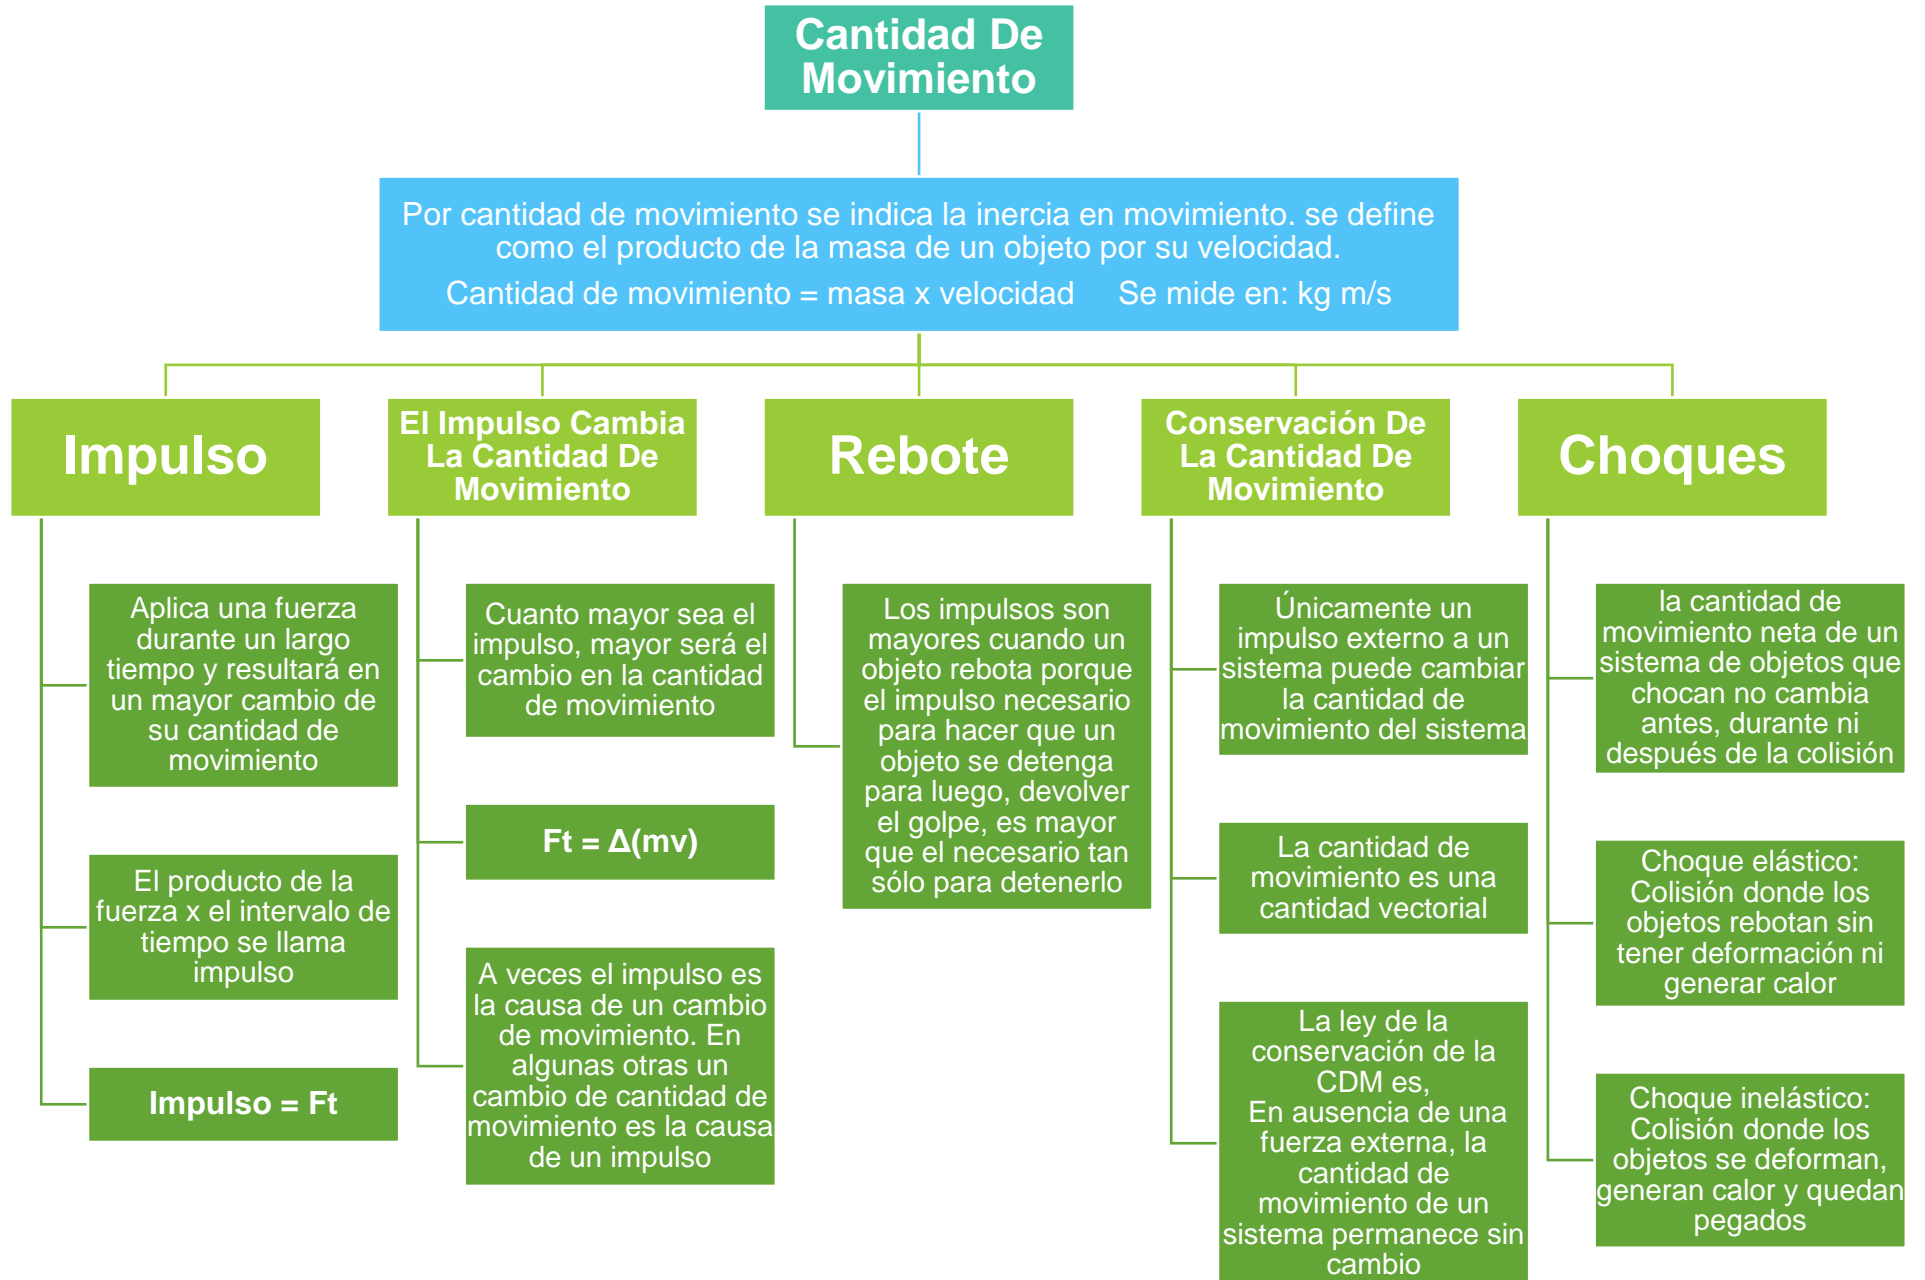 Cantidad De
Movimiento
Por cantidad de movimiento se indica la inercia en movimiento. se define
como el producto de la masa de un objeto por su velocidad.
Cantidad de movimiento = masa x velocidad Se mide en: kg m/s
Impulso
Aplica una fuerza
durante un largo
tiempo y resultará en
un mayor cambio de
su cantidad de
movimiento
El producto de la
fuerza x el intervalo de
tiempo se llama
impulso
Impulso = Ft
El Impulso Cambia
La Cantidad De
Movimiento
Cuanto mayor sea el
impulso, mayor será el
cambio en la cantidad
de movimiento
Ft = Δ(mv)
A veces el impulso es
la causa de un cambio
de movimiento. En
algunas otras un
cambio de cantidad de
movimiento es la causa
de un impulso
Rebote
Los impulsos son
mayores cuando un
objeto rebota porque
el impulso necesario
para hacer que un
objeto se detenga
para luego, devolver
el golpe, es mayor
que el necesario tan
sólo para detenerlo
Conservación De
La Cantidad De
Movimiento
Únicamente un
impulso externo a un
sistema puede cambiar
la cantidad de
movimiento del sistema
La cantidad de
movimiento es una
cantidad vectorial
La ley de la
conservación de la
CDM es,
En ausencia de una
fuerza externa, la
cantidad de
movimiento de un
sistema permanece sin
cambio
Choques
la cantidad de
movimiento neta de un
sistema de objetos que
chocan no cambia
antes, durante ni
después de la colisión
Choque elástico:
Colisión donde los
objetos rebotan sin
tener deformación ni
generar calor
Choque inelástico:
Colisión donde los
objetos se deforman,
generan calor y quedan
pegados